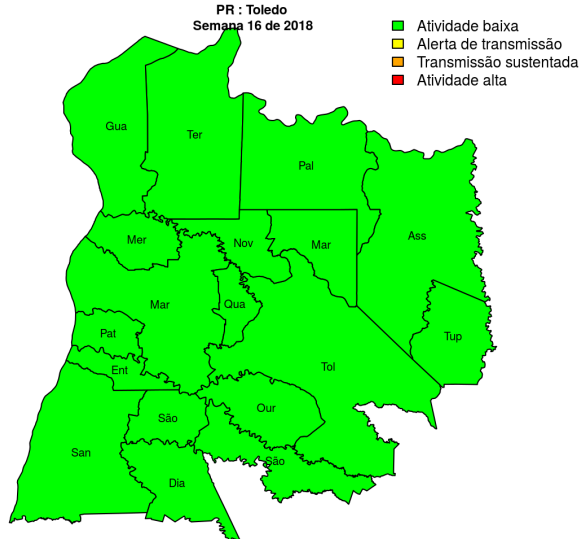 PR : Toledo
Semana 16 de 2018
Atividade baixa
Alerta de transmissão
Transmissão sustentada
Atividade alta
Gua
Ter
Pal
Mer
Nov
Mar
Ass
Mar
Qua
Pat
Tup
Ent
Tol
São
Our
San
São
Dia